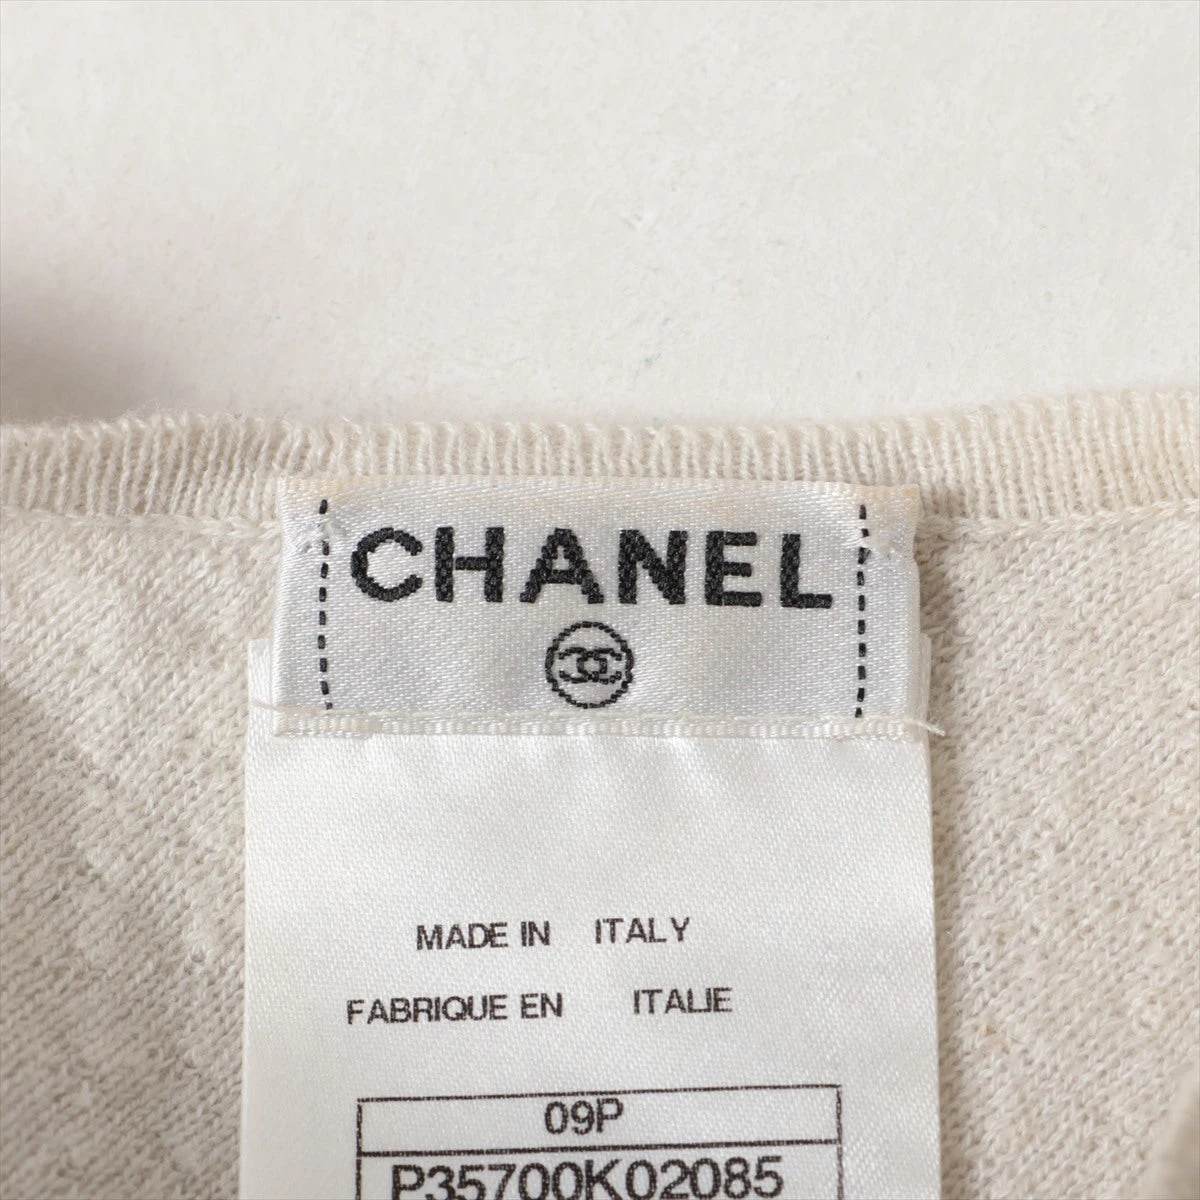 CHANEL
MADE IN ITALY
FABRIQUE EN ITALIE
09P
P35700K02085